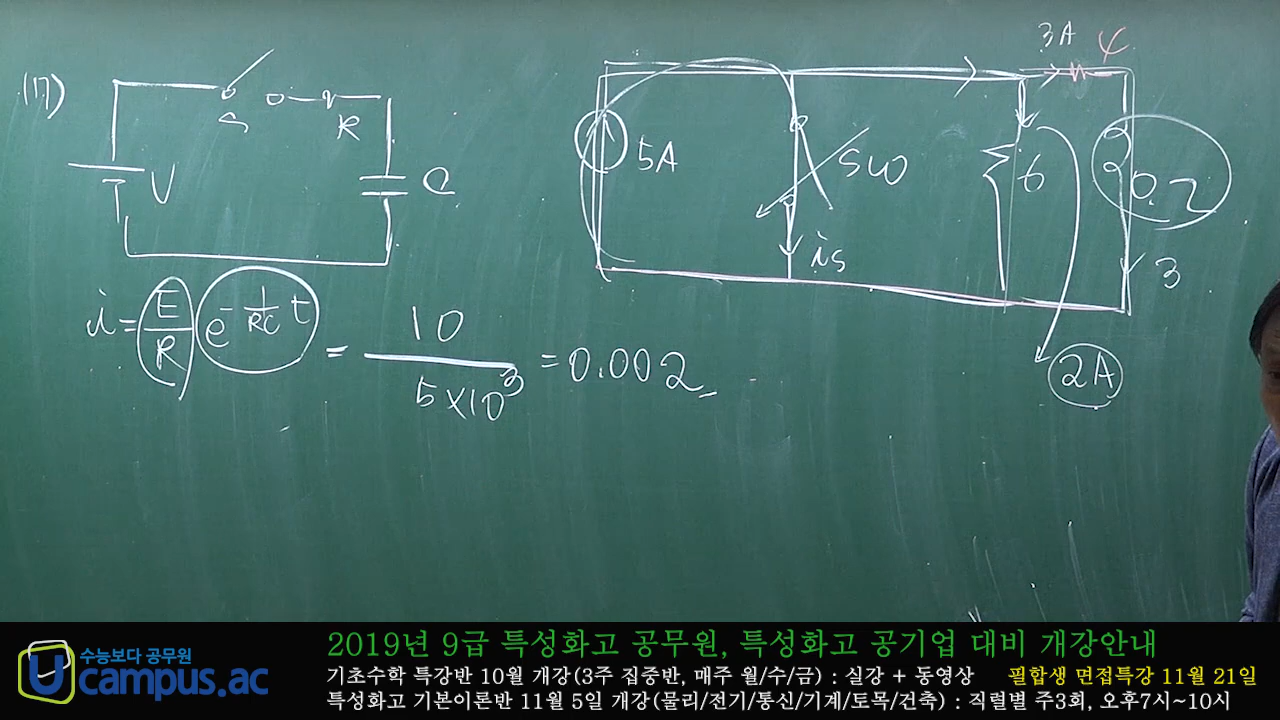 (17)
S
R
V
C
i = E/R e^-1/RC t = 10 / 5×10³ = 0.002
3A
4
5A
SW
6
0.2
is
3
2A
수능보다 공무원
Ucampus.ac
2019년 9급 특성화고 공무원, 특성화고 공기업 대비 개강안내
기초수학 특강반 10월 개강(3주 집중반, 매주 월/수/금) : 실강 + 동영상 필합생 면접특강 11월 21일
특성화고 기본이론반 11월 5일 개강(물리/전기/통신/기계/토목/건축) : 직렬별 주3회, 오후7시~10시